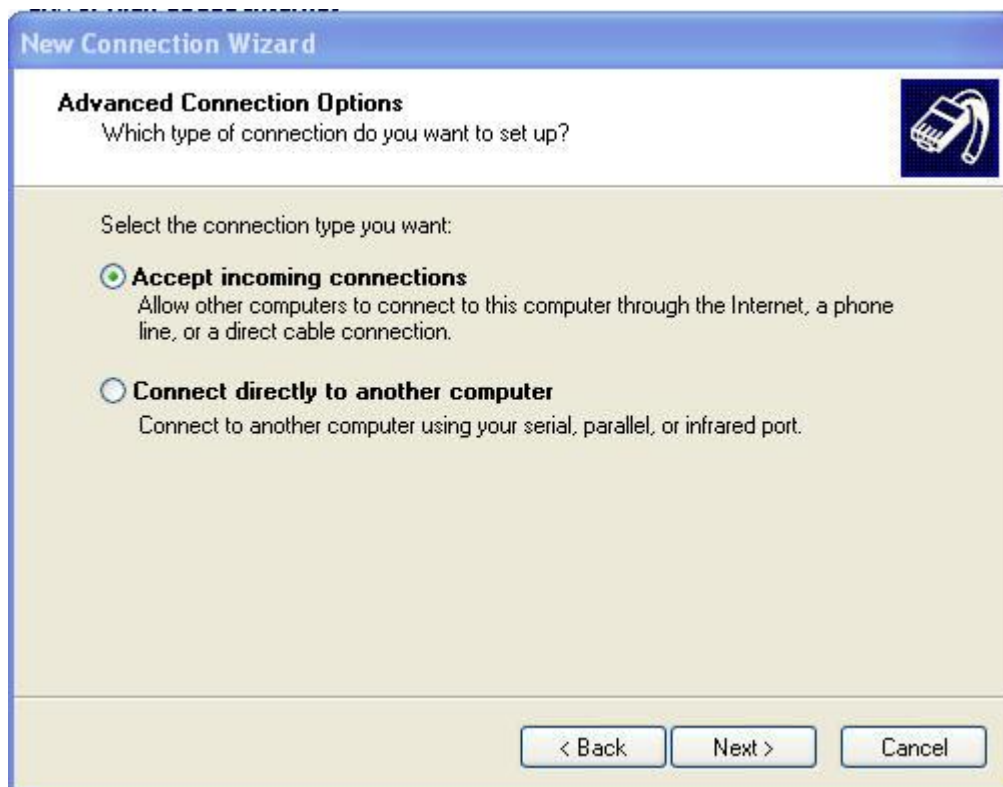 New Connection Wizard
Advanced Connection Options
Which type of connection do you want to set up?
Select the connection type you want:
Accept incoming connections
Allow other computers to connect to this computer through the Internet, a phone
line, or a direct cable connection.
Connect directly to another computer
Connect to another computer using your serial, parallel, or infrared port.
< Back
Next >
Cancel